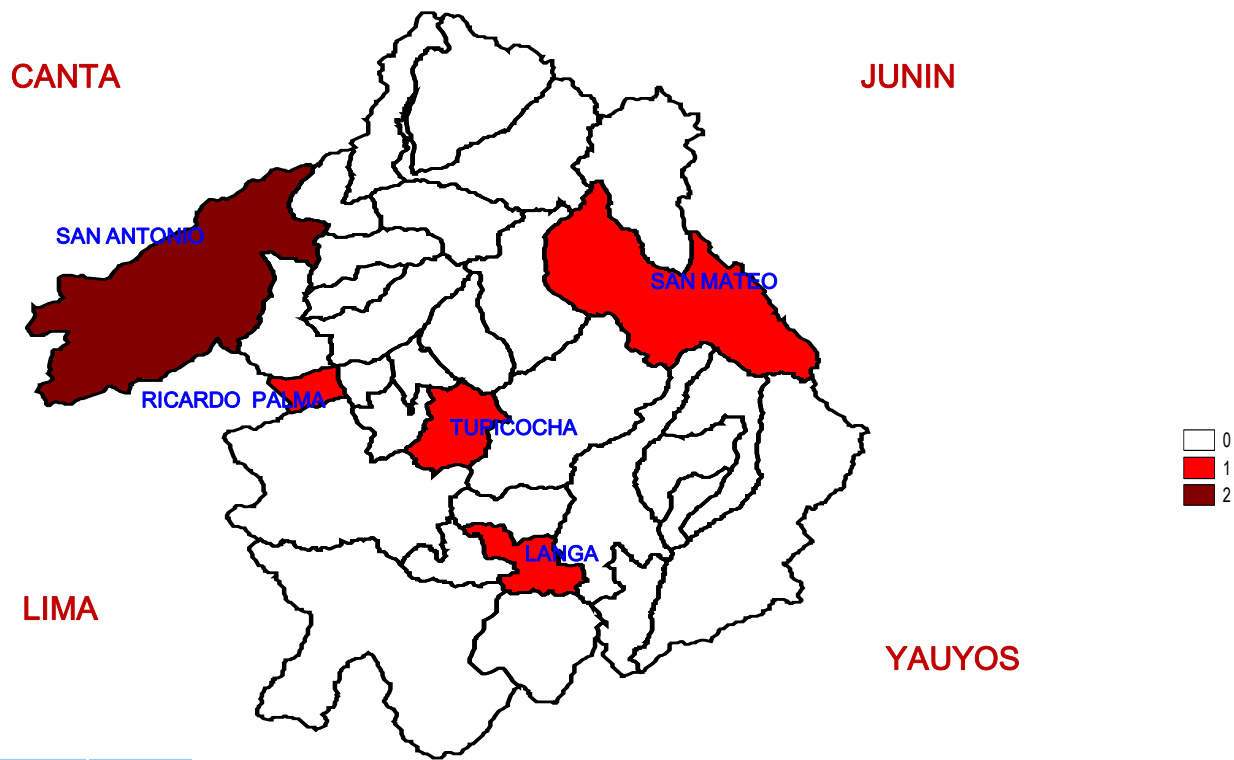 CANTA
JUNIN
SAN ANTONIO
SAN MATEO
RICARDO PALMA
TUPICOCHA
0
1
2
LANGA
LIMA
YAUYOS